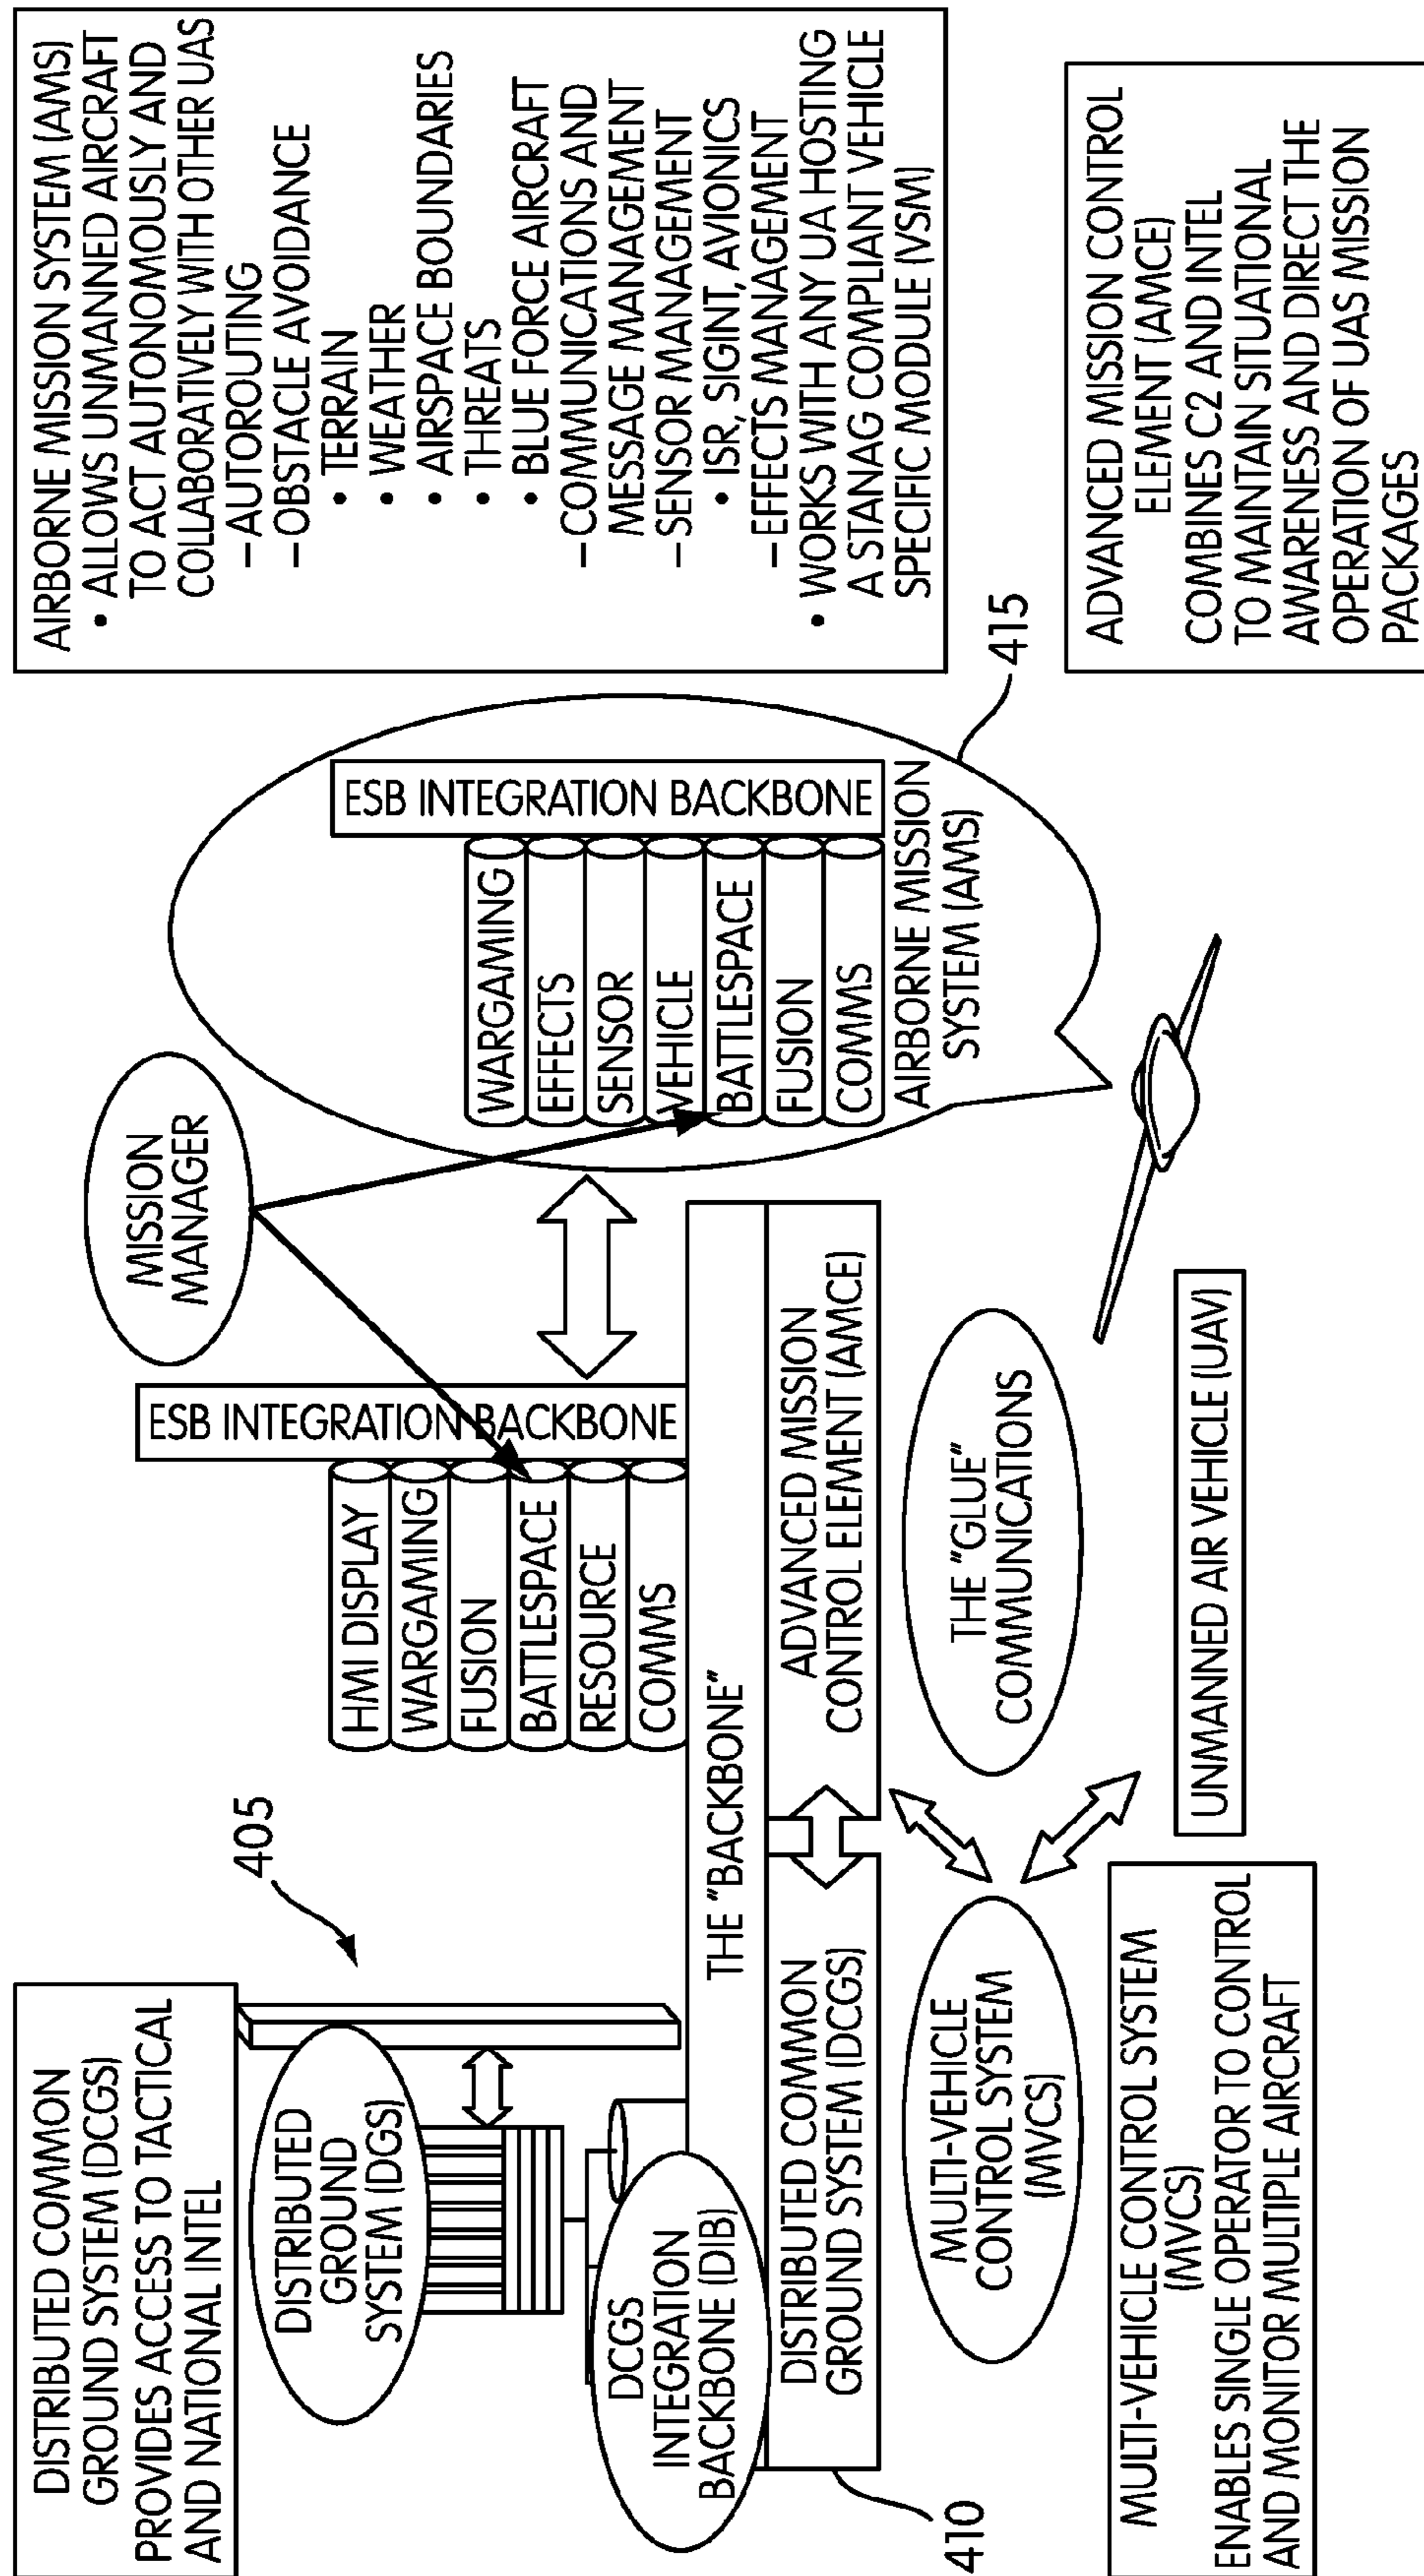 DISTRIBUTED COMMON
GROUND SYSTEM (DCGS)
PROVIDES ACCESS TO TACTICAL
AND NATIONAL INTEL
405
DISTRIBUTED
GROUND
SYSTEM (DGS)
DCGS
INTEGRATION
BACKBONE (DIB)
HMI DISPLAY
WARGAMING
FUSION
BATTLESPACE
RESOURCE
COMMS
ESB INTEGRATION BACKBONE
MISSION
MANAGER
WARGAMING
EFFECTS
SENSOR
VEHICLE
BATTLESPACE
FUSION
COMMS
ESB INTEGRATION BACKBONE
AIRBORNE MISSION
SYSTEM (AMS)
415
THE "BACKBONE"
DISTRIBUTED COMMON
GROUND SYSTEM (DCGS)
ADVANCED MISSION
CONTROL ELEMENT (AMCE)
410
MULTI-VEHICLE
CONTROL SYSTEM
(MVCS)
THE "GLUE"
COMMUNICATIONS
MULTI-VEHICLE CONTROL SYSTEM
(MVCS)
ENABLES SINGLE OPERATOR TO CONTROL
AND MONITOR MULTIPLE AIRCRAFT
UNMANNED AIR VEHICLE (UAV)
AIRBORNE MISSION SYSTEM (AMS)
• ALLOWS UNMANNED AIRCRAFT
TO ACT AUTONOMOUSLY AND
COLLABORATIVELY WITH OTHER UAS
– AUTOROUTING
– OBSTACLE AVOIDANCE
• TERRAIN
• WEATHER
• AIRSPACE BOUNDARIES
• THREATS
• BLUE FORCE AIRCRAFT
– COMMUNICATIONS AND
MESSAGE MANAGEMENT
– SENSOR MANAGEMENT
• ISR, SIGINT, AVIONICS
– EFFECTS MANAGEMENT
• WORKS WITH ANY UA HOSTING
A STANAG COMPLIANT VEHICLE
SPECIFIC MODULE (VSM)
ADVANCED MISSION CONTROL
ELEMENT (AMCE)
COMBINES C2 AND INTEL
TO MAINTAIN SITUATIONAL
AWARENESS AND DIRECT THE
OPERATION OF UAS MISSION
PACKAGES